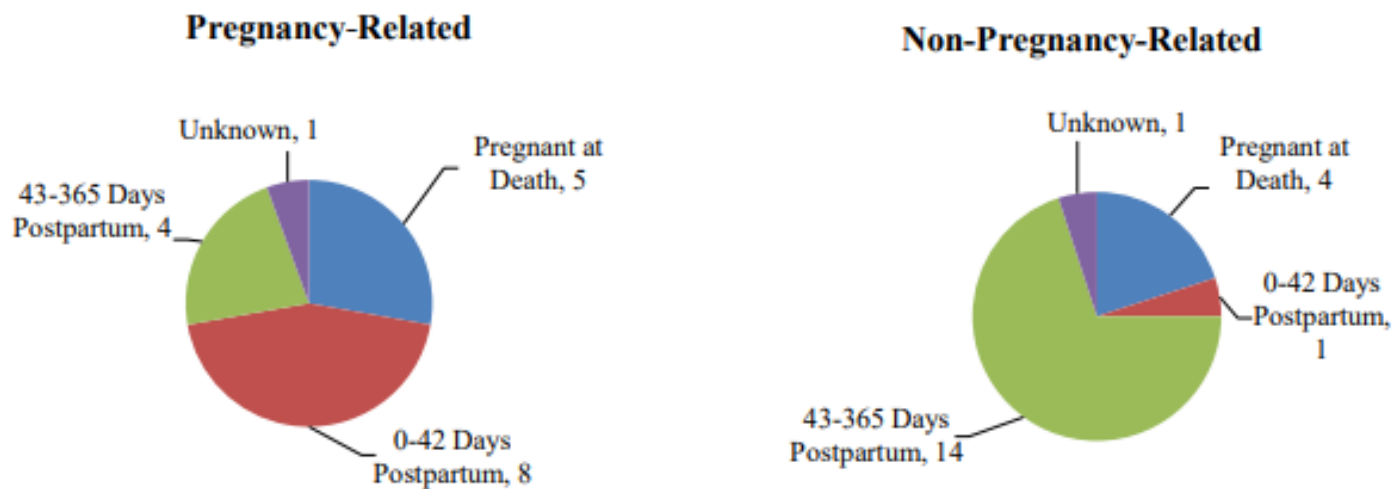 Pregnancy-Related
Unknown, 1
Pregnant at
Death, 5
43-365 Days
Postpartum, 4
0-42 Days
Postpartum, 8
Non-Pregnancy-Related
Unknown, 1
Pregnant at
Death, 4
0-42 Days
Postpartum,
1
43-365 Days
Postpartum, 14